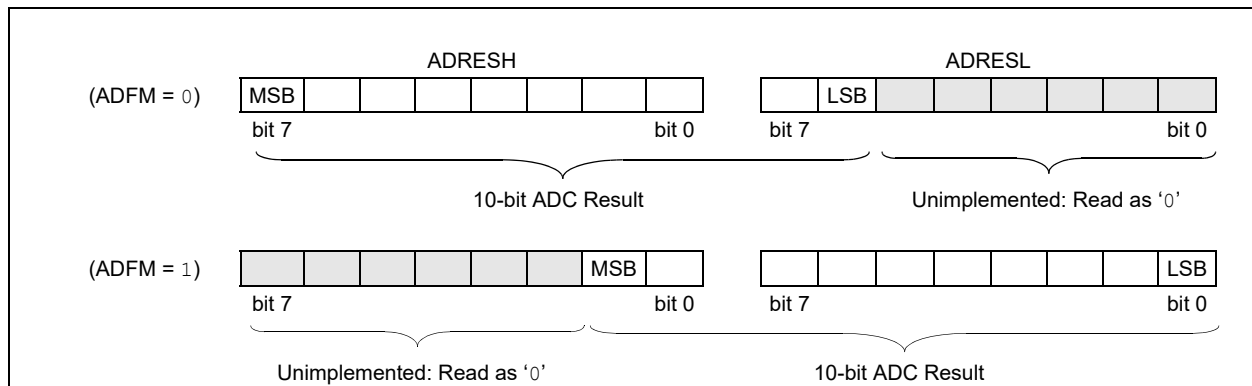 ADRESH ADRESL
(ADFM = 0) MSB LSB
bit 7 bit 0 bit 7 bit 0
10-bit ADC Result Unimplemented: Read as ‘0’
(ADFM = 1) MSB LSB
bit 7 bit 0 bit 7 bit 0
Unimplemented: Read as ‘0’ 10-bit ADC Result